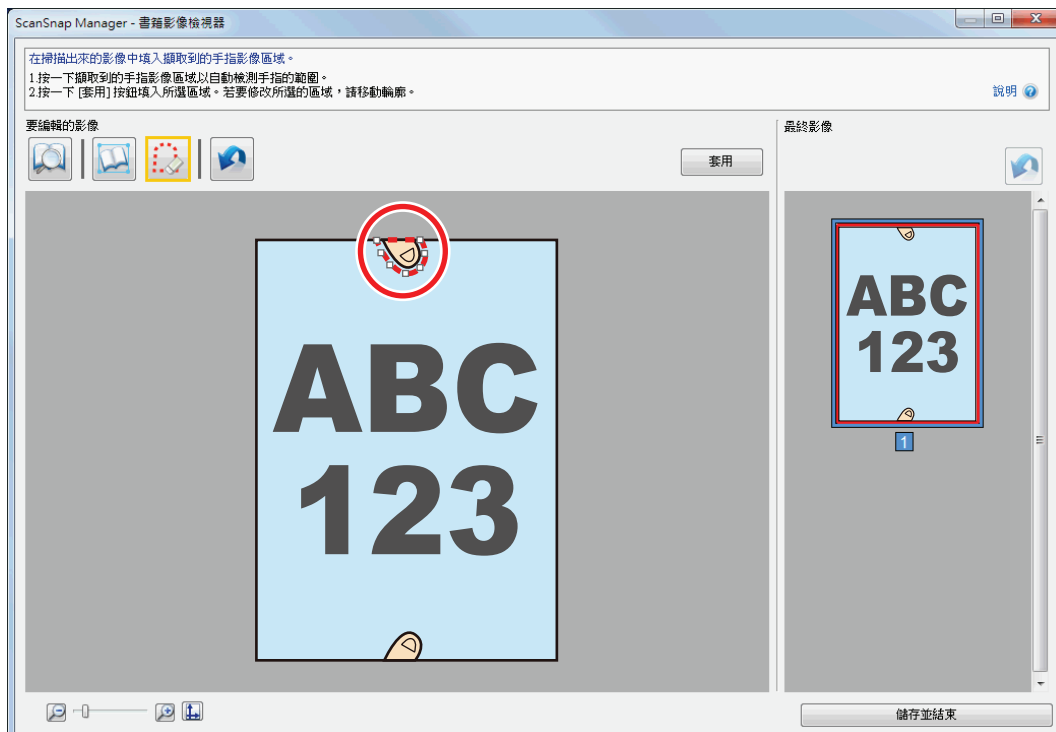 ScanSnap Manager - 書籍影像檢視器
在掃描出來的影像中填入擷取到的手指影像區域。
1.按一下擷取到的手指影像區域以自動檢測手指的範圍。
2.按一下 [套用] 按鈕填入所選區域。若要修改所選的區域，請移動輪廓。
說明
要編輯的影像
套用
最終影像
ABC
123
ABC
123
1
儲存並結束